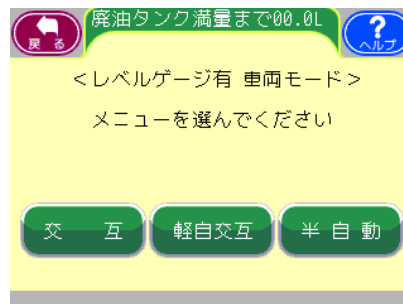 戻る
廃油タンク満量まで00.0L
?
ヘルプ
<レベルゲージ有 車両モード>
メニューを選んでください
交 互
軽自交互
半自動